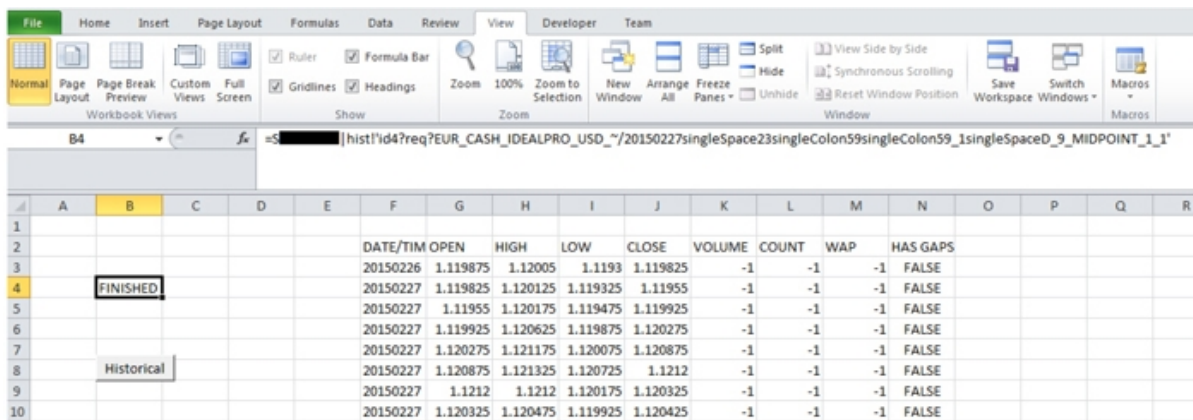 File Home Insert Page Layout Formulas Data Review View Developer Team
Normal Page Layout Page Break Preview Custom Views Full Screen
Workbook Views
Ruler Formula Bar
Gridlines Headings
Show
Zoom 100% Zoom to Selection
Zoom
New Window Arrange All Freeze Panes
Split
Hide
Unhide
View Side by Side
Synchronous Scrolling
Reset Window Position
Window
Save Workspace Switch Windows
Macros
Macros
B4 fx =S |hist!'id4?req?EUR_CASH_IDEALPRO_USD_~/20150227singleSpace23singleColon59singleColon59_1singleSpaceD_9_MIDPOINT_1_1'
A B C D E F G H I J K L M N O P Q R
1
2 DATE/TIM OPEN HIGH LOW CLOSE VOLUME COUNT WAP HAS GAPS
3 20150226 1.119875 1.12005 1.1193 1.119825 -1 -1 -1 FALSE
4 FINISHED 20150227 1.119825 1.120125 1.119325 1.11955 -1 -1 -1 FALSE
5 20150227 1.11955 1.120175 1.119475 1.119925 -1 -1 -1 FALSE
6 20150227 1.119925 1.120625 1.119875 1.120275 -1 -1 -1 FALSE
7 20150227 1.120275 1.121175 1.120075 1.120875 -1 -1 -1 FALSE
8 Historical 20150227 1.120875 1.121325 1.120725 1.1212 -1 -1 -1 FALSE
9 20150227 1.1212 1.1212 1.120175 1.120325 -1 -1 -1 FALSE
10 20150227 1.120325 1.120475 1.119925 1.120425 -1 -1 -1 FALSE